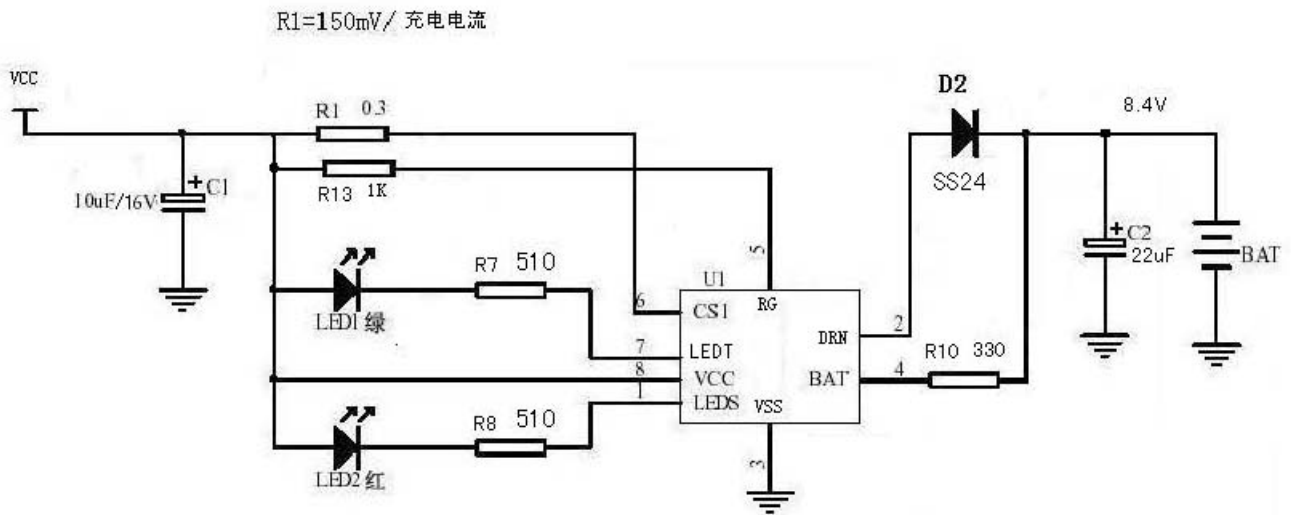 R1=150mV/ 充电电流
VCC
R1 0.3
D2
8.4V
R13 1K
SS24
10uF/16V
C1
C2
22uF
BAT
R7 510
5
U1
LED1 绿
6
CS1
RG
2
DRN
7
LEDT
R10 330
8
VCC
BAT
4
1
LEDS
VSS
R8 510
LED2 红
3